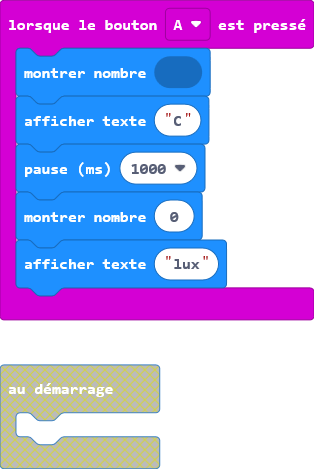 lorsque le bouton A est pressé
montrer nombre
afficher texte "C"
pause (ms) 1000
montrer nombre 0
afficher texte "lux"
au démarrage